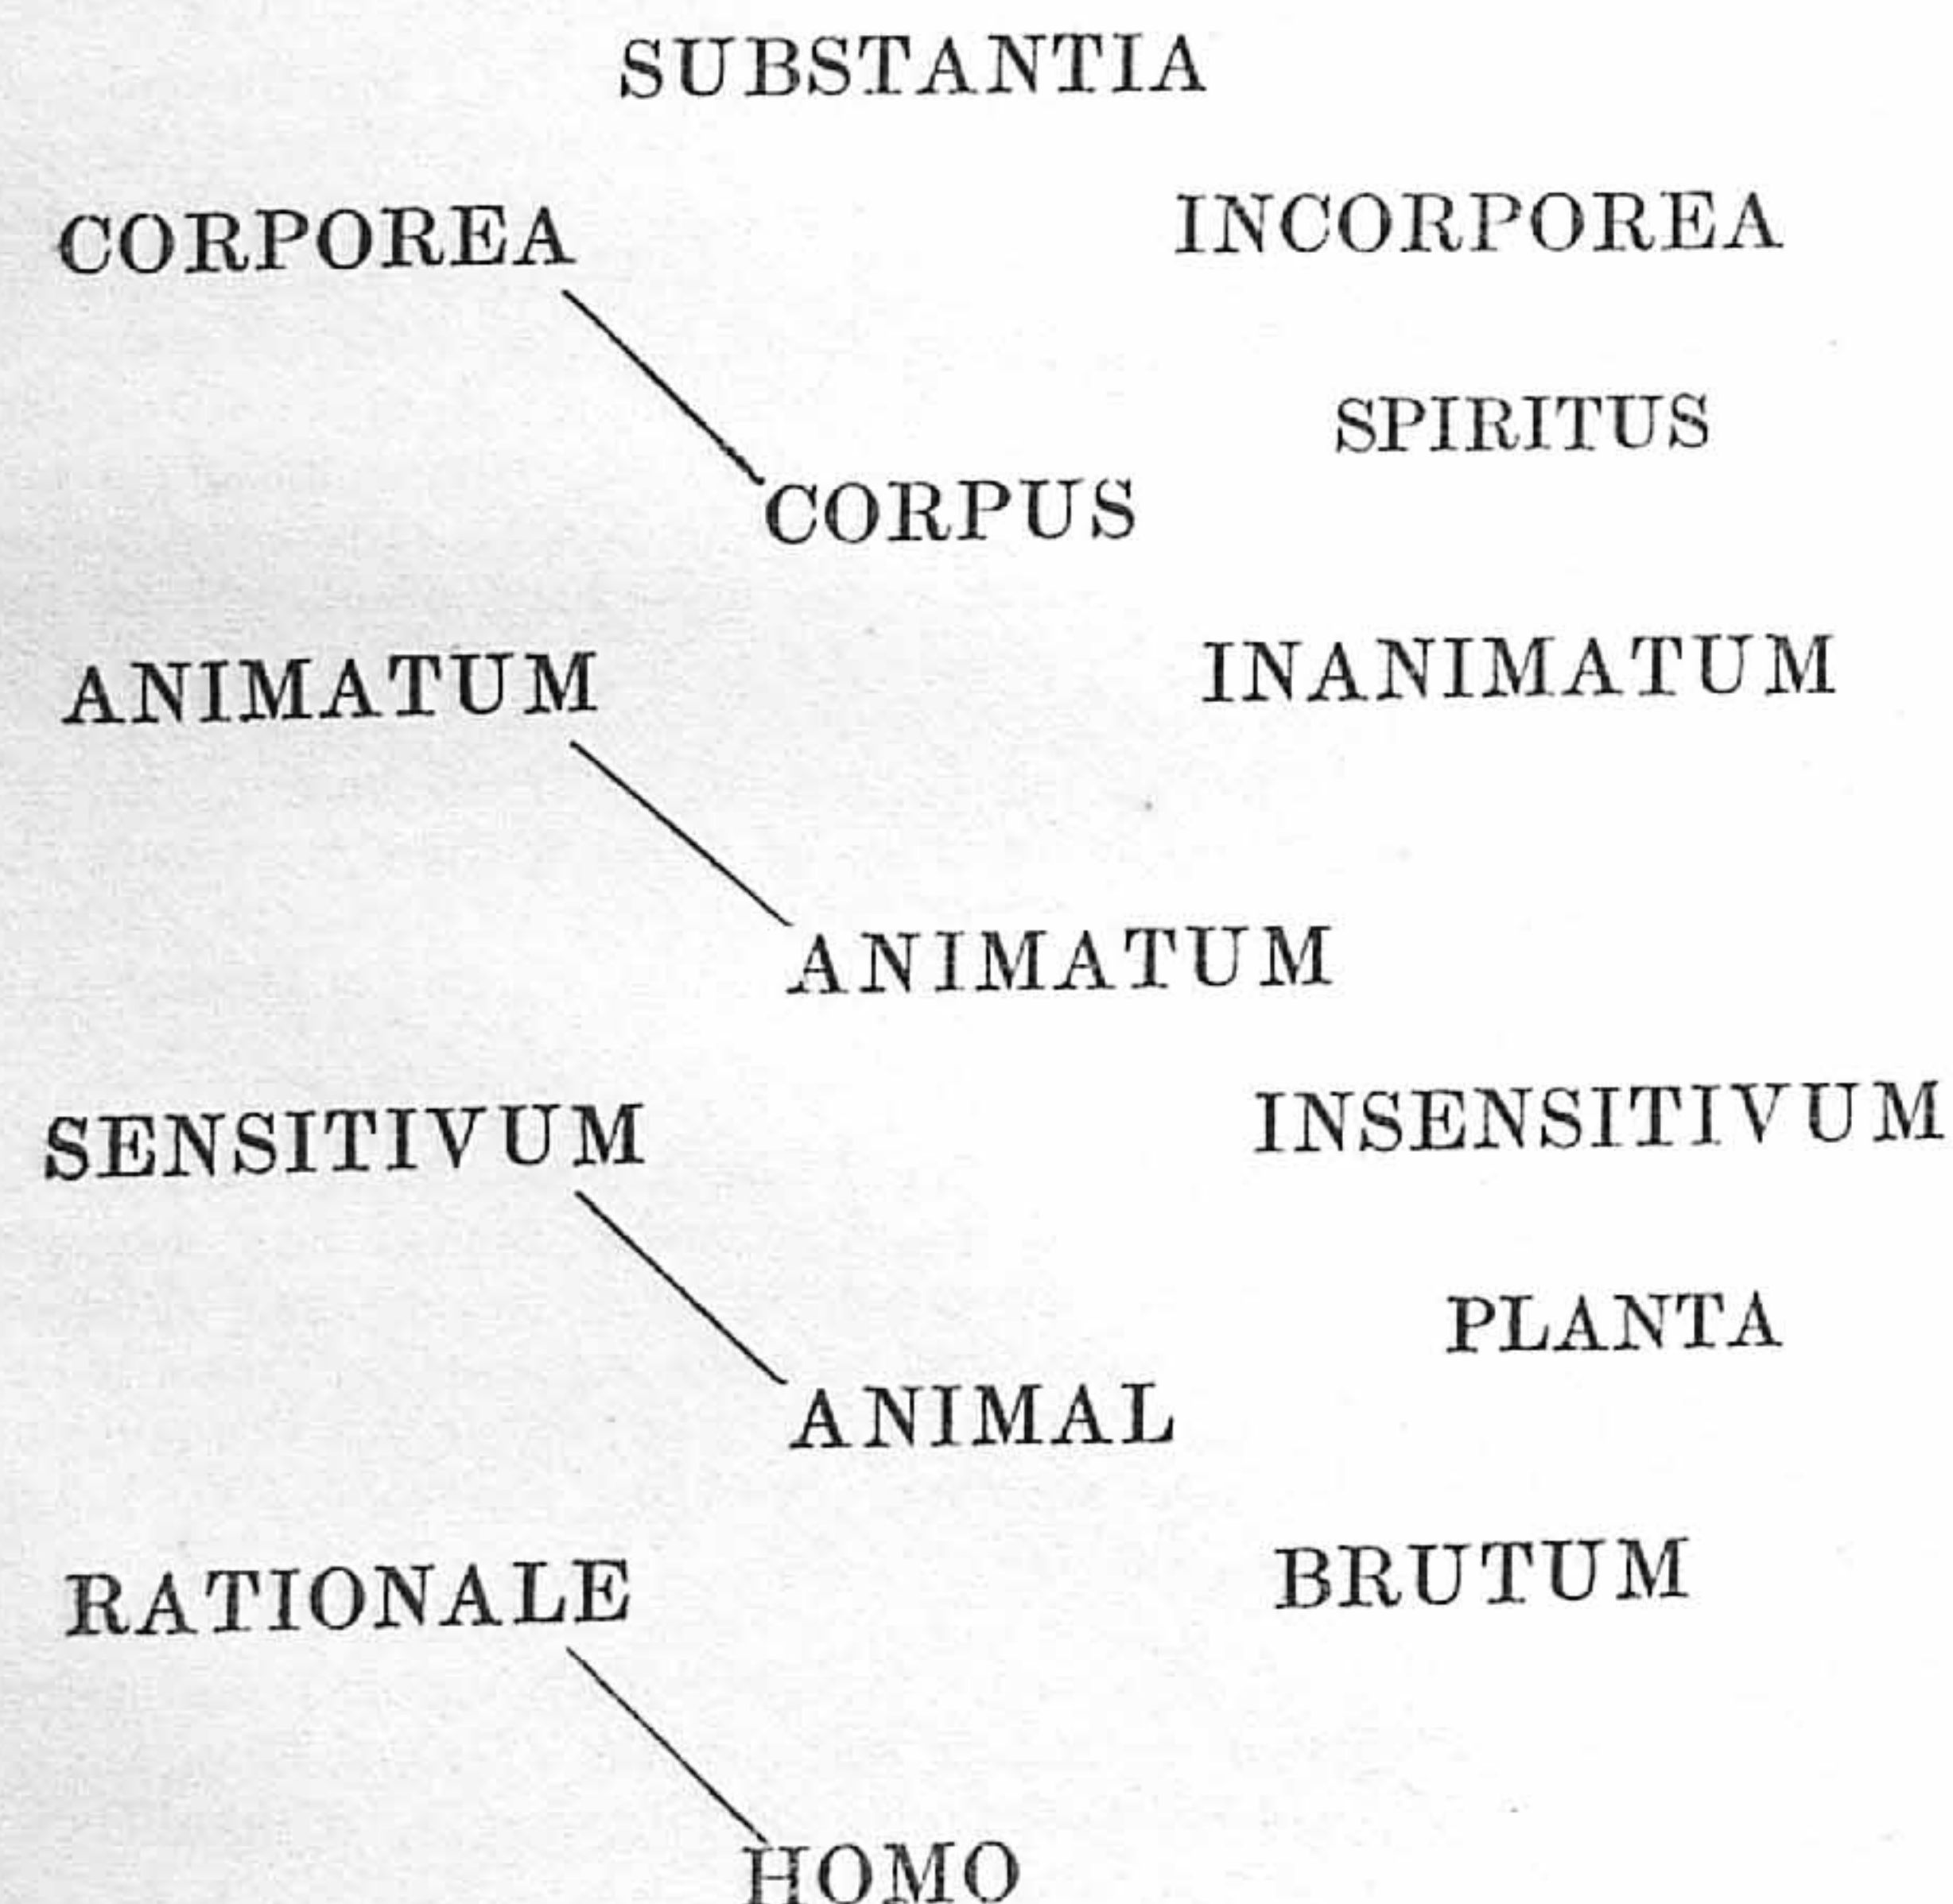 SUBSTANTIA
CORPOREA INCORPOREA
SPIRITUS
CORPUS
ANIMATUM INANIMATUM
ANIMATUM
SENSITIVUM INSENSITIVUM
PLANTA
ANIMAL
RATIONALE BRUTUM
HOMO